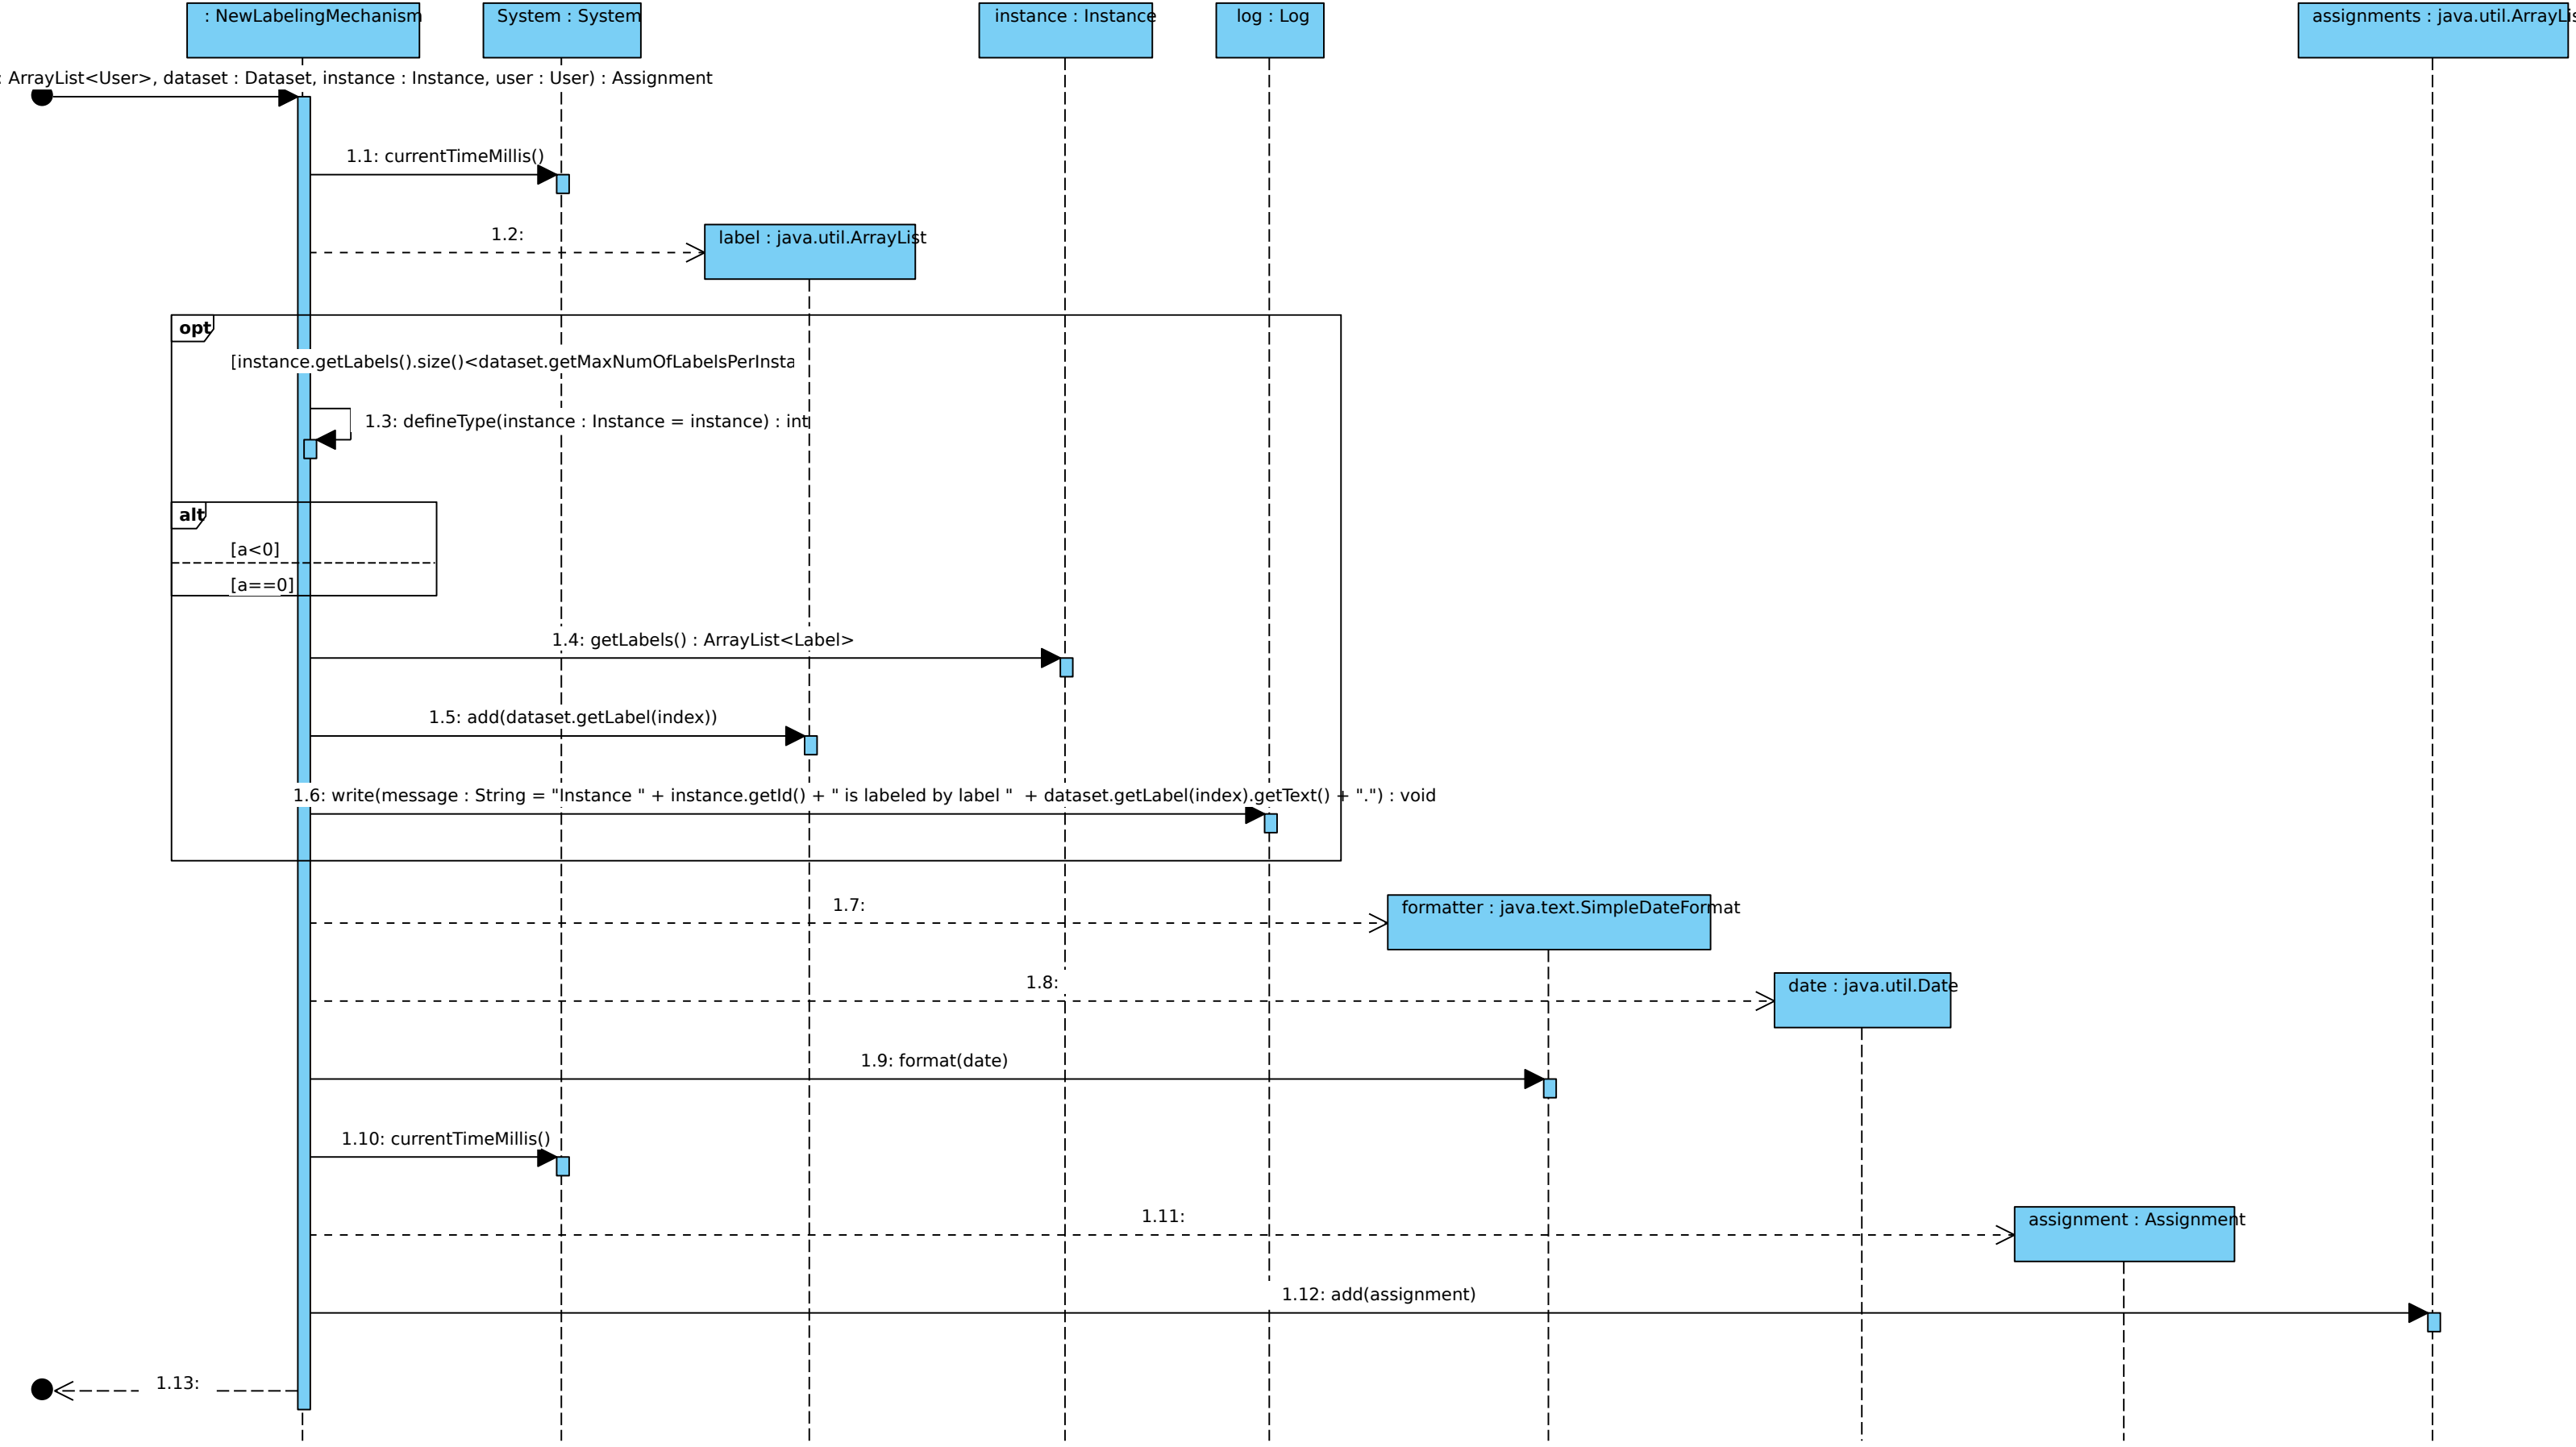 : NewLabelingMechanism
System : System
instance : Instance
log : Log
assignments : java.util.ArrayLis
: ArrayList<User>, dataset : Dataset, instance : Instance, user : User) : Assignment
1.1: currentTimeMillis()
1.2:
label : java.util.ArrayList
opt
[instance.getLabels().size()<dataset.getMaxNumOfLabelsPerInsta
1.3: defineType(instance : Instance = instance) : int
alt
[a<0]
[a==0]
1.4: getLabels() : ArrayList<Label>
1.5: add(dataset.getLabel(index))
1.6: write(message : String = "Instance " + instance.getId() + " is labeled by label "  + dataset.getLabel(index).getText() + ".") : void
1.7:
formatter : java.text.SimpleDateFormat
1.8:
date : java.util.Date
1.9: format(date)
1.10: currentTimeMillis()
1.11:
assignment : Assignment
1.12: add(assignment)
1.13: